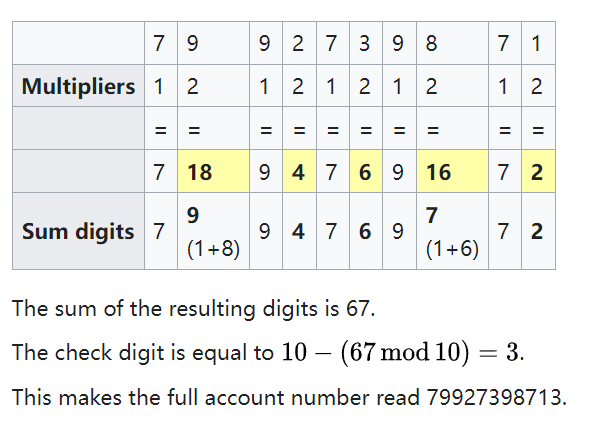 7 9 9 2 7 3 9 8 7 1
Multipliers 1 2 1 2 1 2 1 2 1 2
= = = = = = = = = =
7 18 9 4 7 6 9 16 7 2
Sum digits 7 9 (1+8) 9 4 7 6 9 7 (1+6) 7 2
The sum of the resulting digits is 67.
The check digit is equal to 10 − (67 mod 10) = 3.
This makes the full account number read 79927398713.